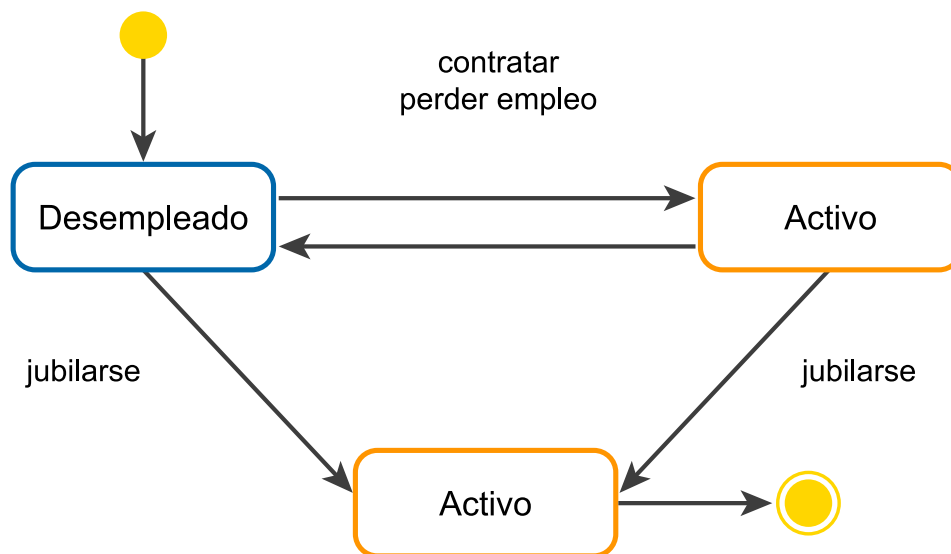 contratar
perder empleo
Desempleado
Activo
jubilarse
jubilarse
Activo